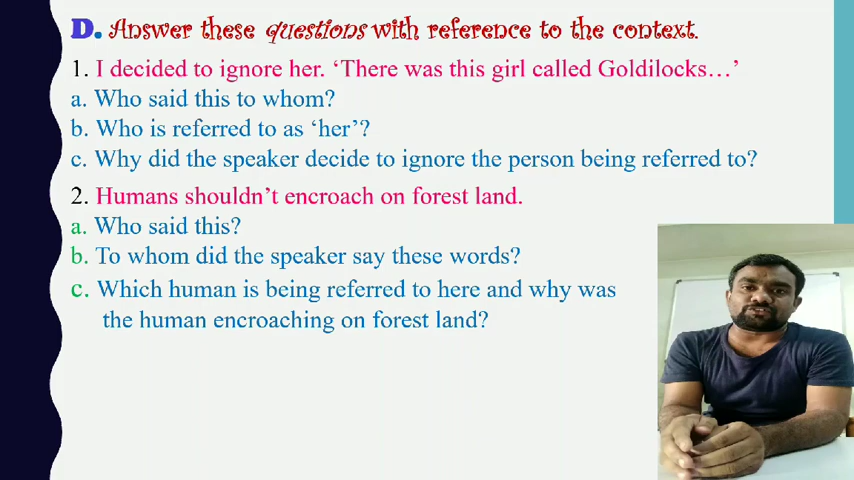 D. Answer these questions with reference to the context.
1. I decided to ignore her. ‘There was this girl called Goldilocks…’
a. Who said this to whom?
b. Who is referred to as ‘her’?
c. Why did the speaker decide to ignore the person being referred to?
2. Humans shouldn’t encroach on forest land.
a. Who said this?
b. To whom did the speaker say these words?
c. Which human is being referred to here and why was
the human encroaching on forest land?